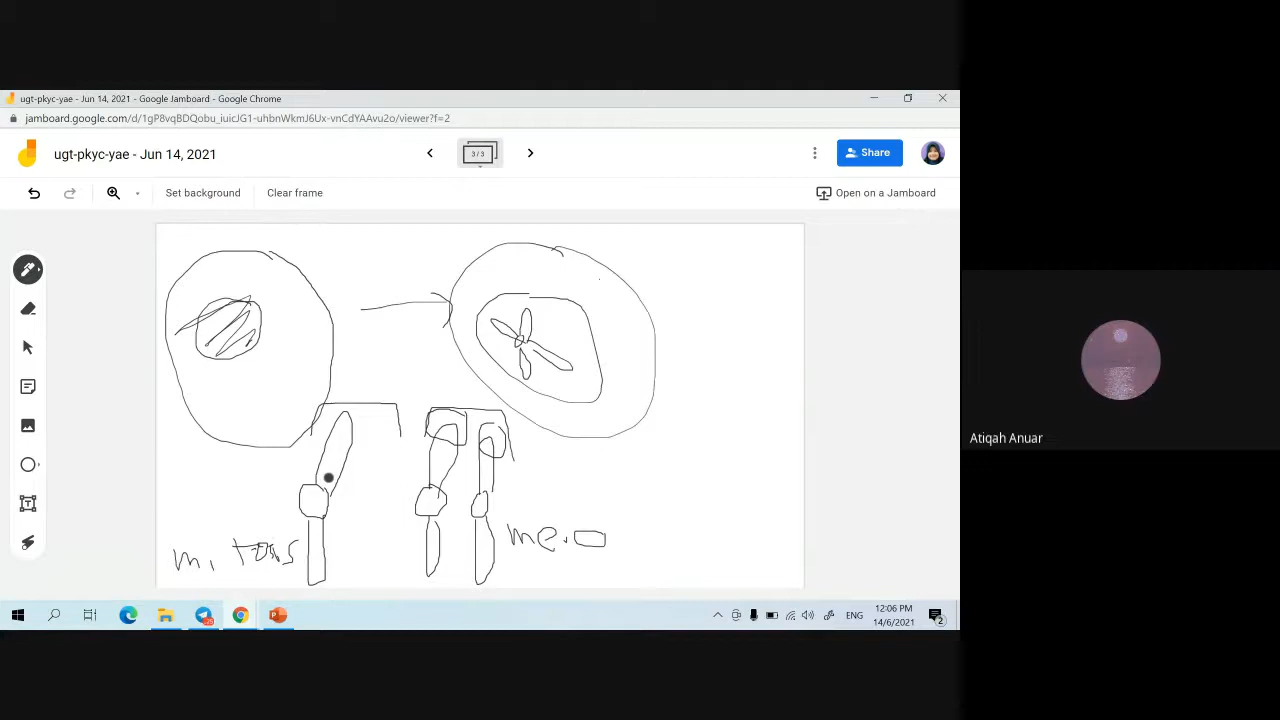 ugt-pkyc-yae - Jun 14, 2021 - Google Jamboard - Google Chrome
jamboard.google.com/d/1gP8vqBDQobu_iuicJG1-uhbnWkmJ6Ux-vnCdYAAvu2o/viewer?f=2
ugt-pkyc-yae - Jun 14, 2021
3/3
Share
Set background
Clear frame
Open on a Jamboard
Atiqah Anuar
me.
ENG
12:06 PM
14/6/2021
2